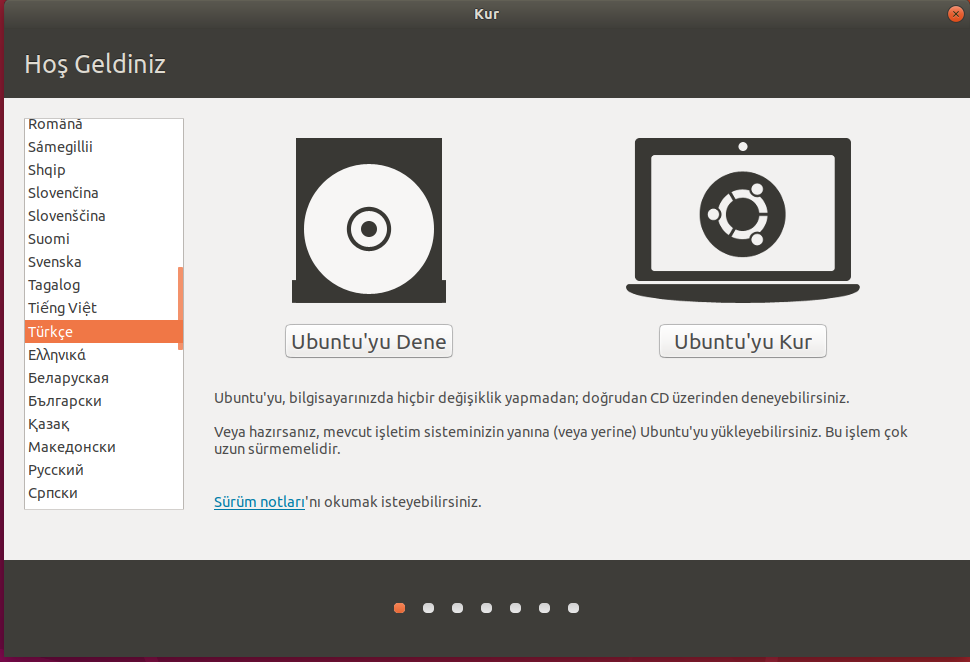 Kur
Hoş Geldiniz
Română
Sámegillii
Shqip
Slovenčina
Slovenščina
Suomi
Svenska
Tagalog
Tiếng Việt
Türkçe
Ελληνικά
Беларуская
Български
Қазақ
Македонски
Русский
Српски
Ubuntu'yu Dene
Ubuntu'yu Kur
Ubuntu'yu, bilgisayarınızda hiçbir değişiklik yapmadan; doğrudan CD üzerinden deneyebilirsiniz.
Veya hazırsanız, mevcut işletim sisteminizin yanına (veya yerine) Ubuntu'yu yükleyebilirsiniz. Bu işlem çok
uzun sürmemelidir.
Sürüm notları'nı okumak isteyebilirsiniz.